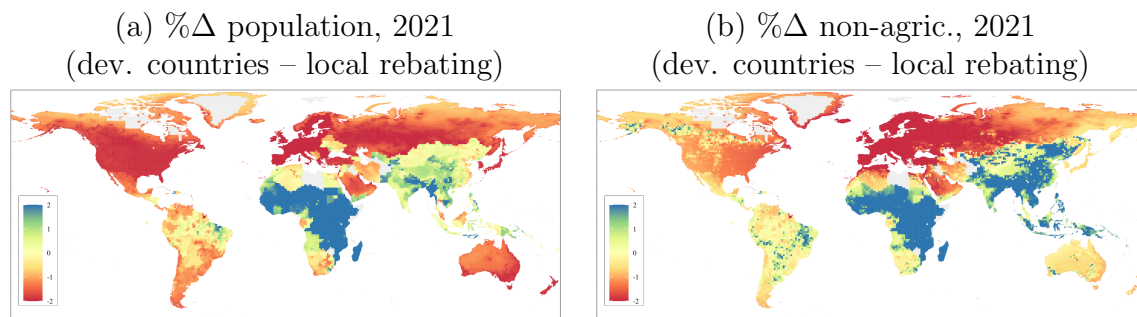 (a) %Δ population, 2021
(dev. countries – local rebating)
2
1
0
-1
-2
(b) %Δ non-agric., 2021
(dev. countries – local rebating)
2
1
0
-1
-2